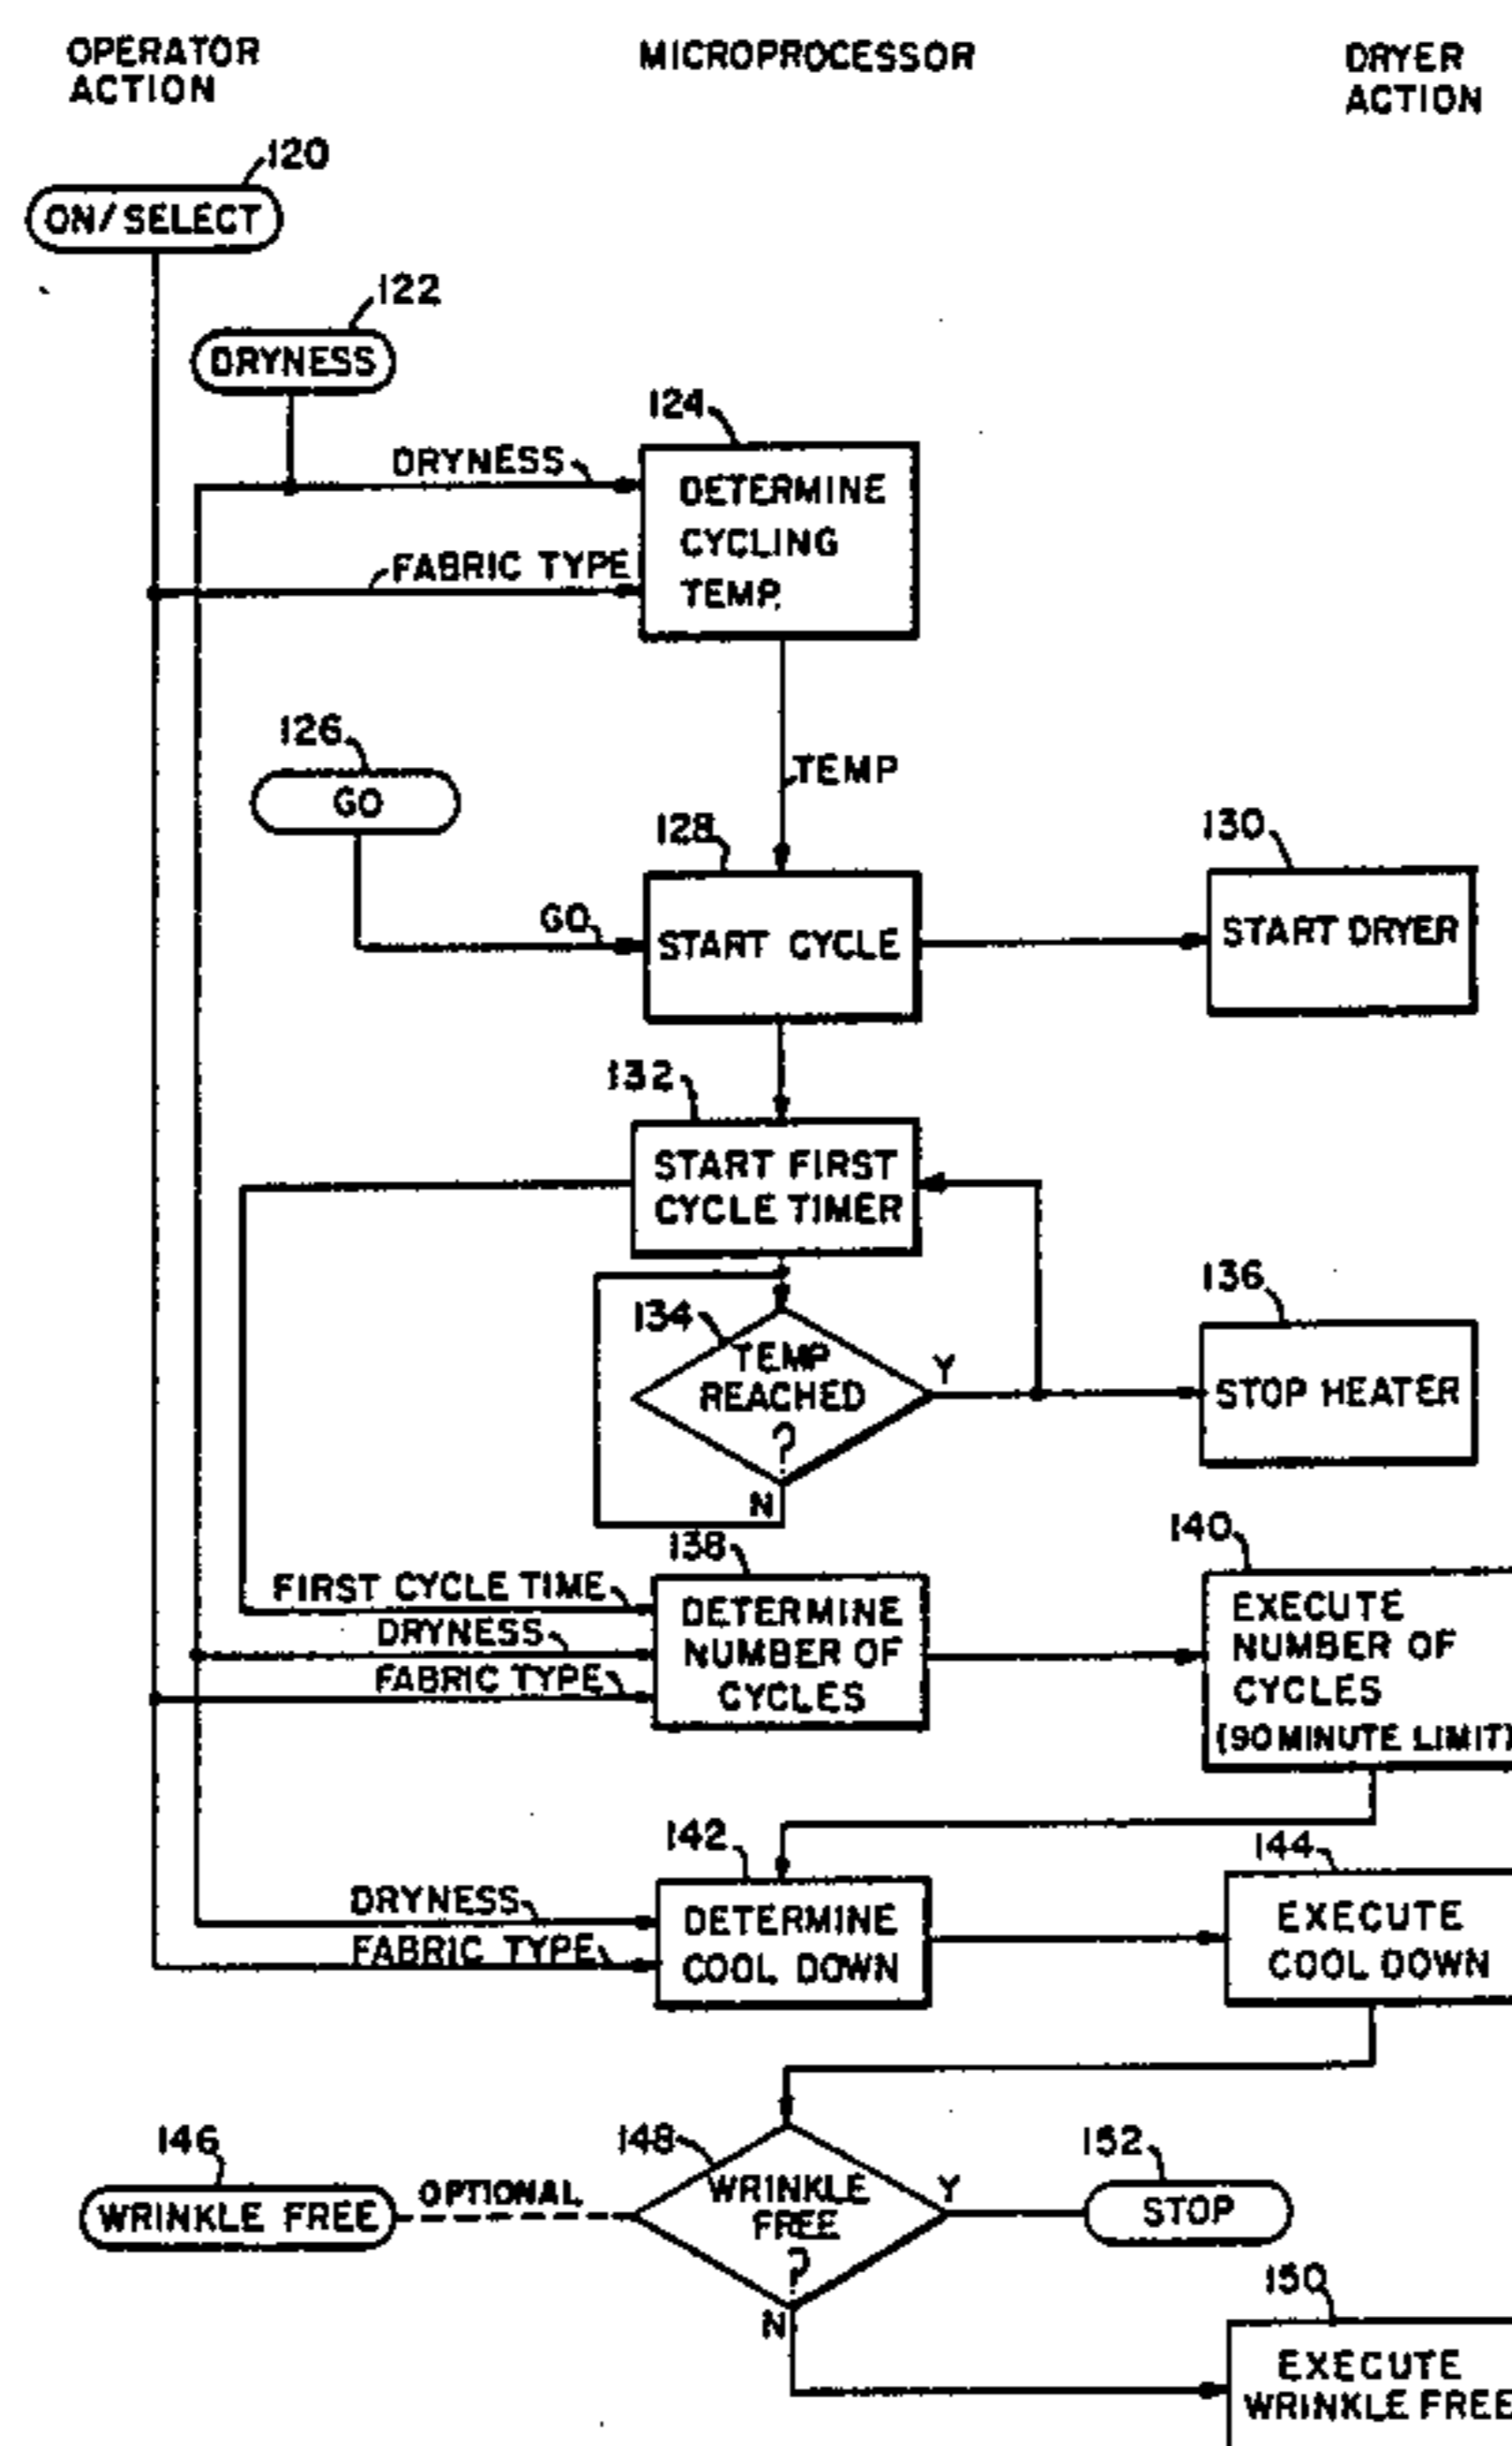 OPERATOR
ACTION
MICROPROCESSOR
DRYER
ACTION
120
ON/SELECT
122
DRYNESS
124
DRYNESS
DETERMINE
CYCLING
TEMP.
FABRIC TYPE
126
GO
TEMP
128
130
GO
START CYCLE
START DRYER
132
START FIRST
CYCLE TIMER
134
TEMP
REACHED
?
Y
N
136
STOP HEATER
138
140
FIRST CYCLE TIME
DRYNESS
FABRIC TYPE
DETERMINE
NUMBER OF
CYCLES
EXECUTE
NUMBER OF
CYCLES
(90 MINUTE LIMIT)
142
144
DRYNESS
FABRIC TYPE
DETERMINE
COOL DOWN
EXECUTE
COOL DOWN
146
WRINKLE FREE
OPTIONAL
148
WRINKLE
FREE
?
Y
N
152
STOP
150
EXECUTE
WRINKLE FREE